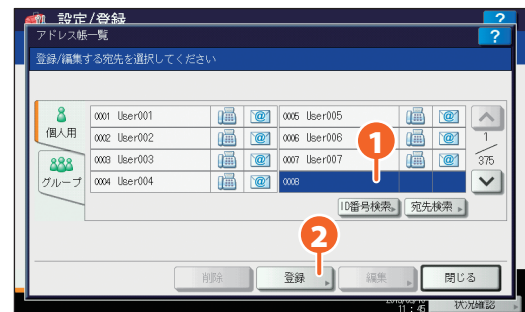 設定/登録
?
アドレス帳一覧
?
登録/編集する宛先を選択してください
個人用
グループ
0001 User001
0005 User005
0002 User002
0006 User006
0003 User003
0007 User007
0004 User004
0008
1
1
375
ID番号検索
宛先検索
2
削除
登録
編集
閉じる
11:45
状況確認